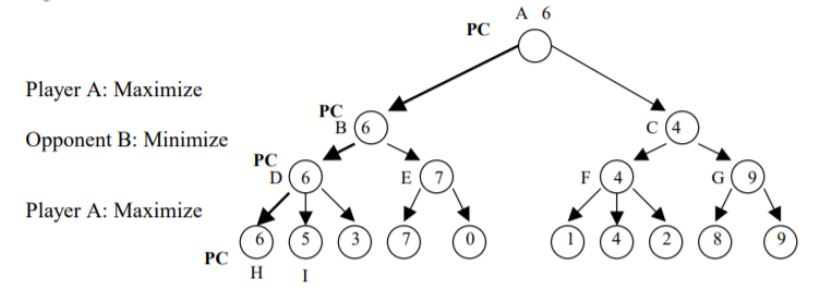 A 6
PC
Player A: Maximize
PC
B 6
C 4
Opponent B: Minimize
PC
D 6
E 7
F 4
G 9
Player A: Maximize
6 5 3 7 0 1 4 2 8 9
PC
H I